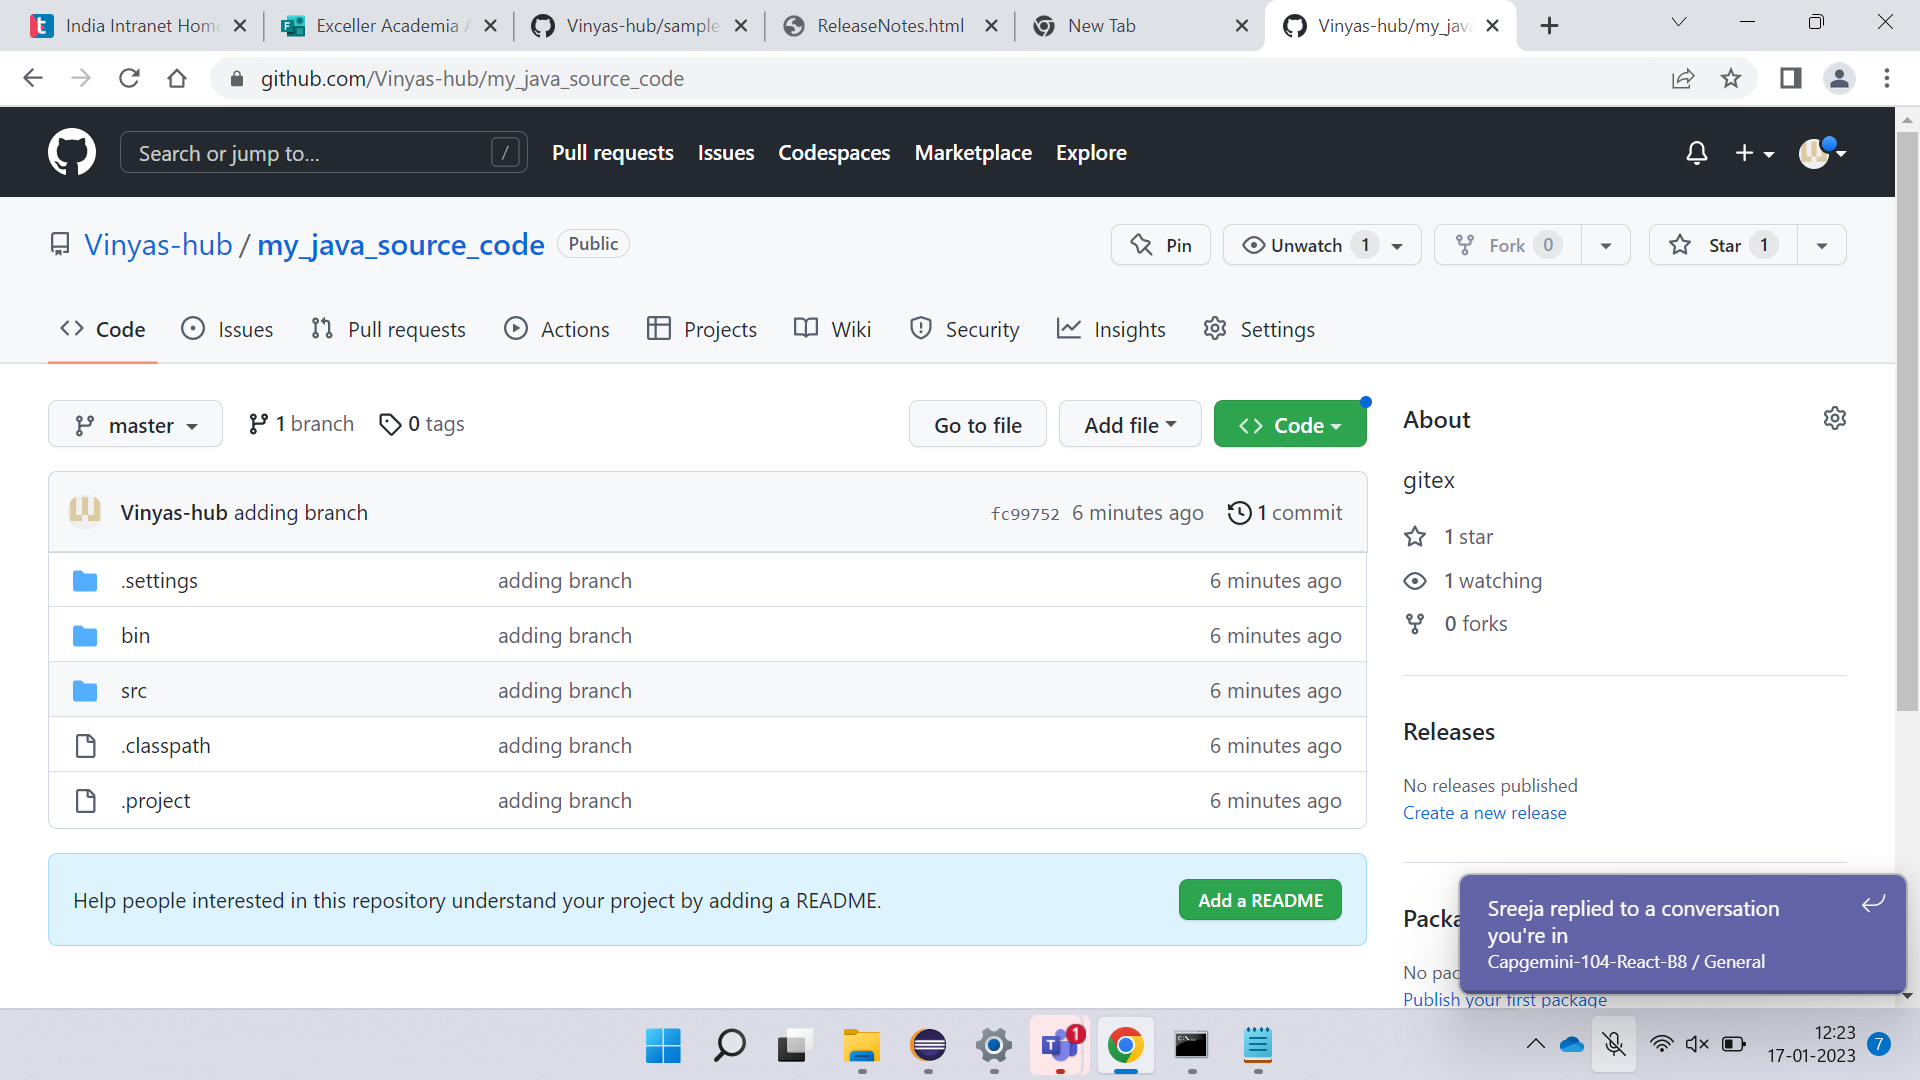 India Intranet Hom
Exceller Academia A
Vinyas-hub/sample
ReleaseNotes.html
New Tab
Vinyas-hub/my_java
github.com/Vinyas-hub/my_java_source_code
Search or jump to... /
Pull requests
Issues
Codespaces
Marketplace
Explore
Vinyas-hub / my_java_source_code Public
Pin
Unwatch 1
Fork 0
Star 1
Code
Issues
Pull requests
Actions
Projects
Wiki
Security
Insights
Settings
master
1 branch
0 tags
Go to file
Add file
Code
Vinyas-hub adding branch fc99752 6 minutes ago 1 commit
.settings adding branch 6 minutes ago
bin adding branch 6 minutes ago
src adding branch 6 minutes ago
.classpath adding branch 6 minutes ago
.project adding branch 6 minutes ago
Help people interested in this repository understand your project by adding a README.
Add a README
About
gitex
1 star
1 watching
0 forks
Releases
No releases published
Create a new release
Packa
No pac
Publish your first package
Sreeja replied to a conversation
you're in
Capgemini-104-React-B8 / General
1
12:23
17-01-2023
7